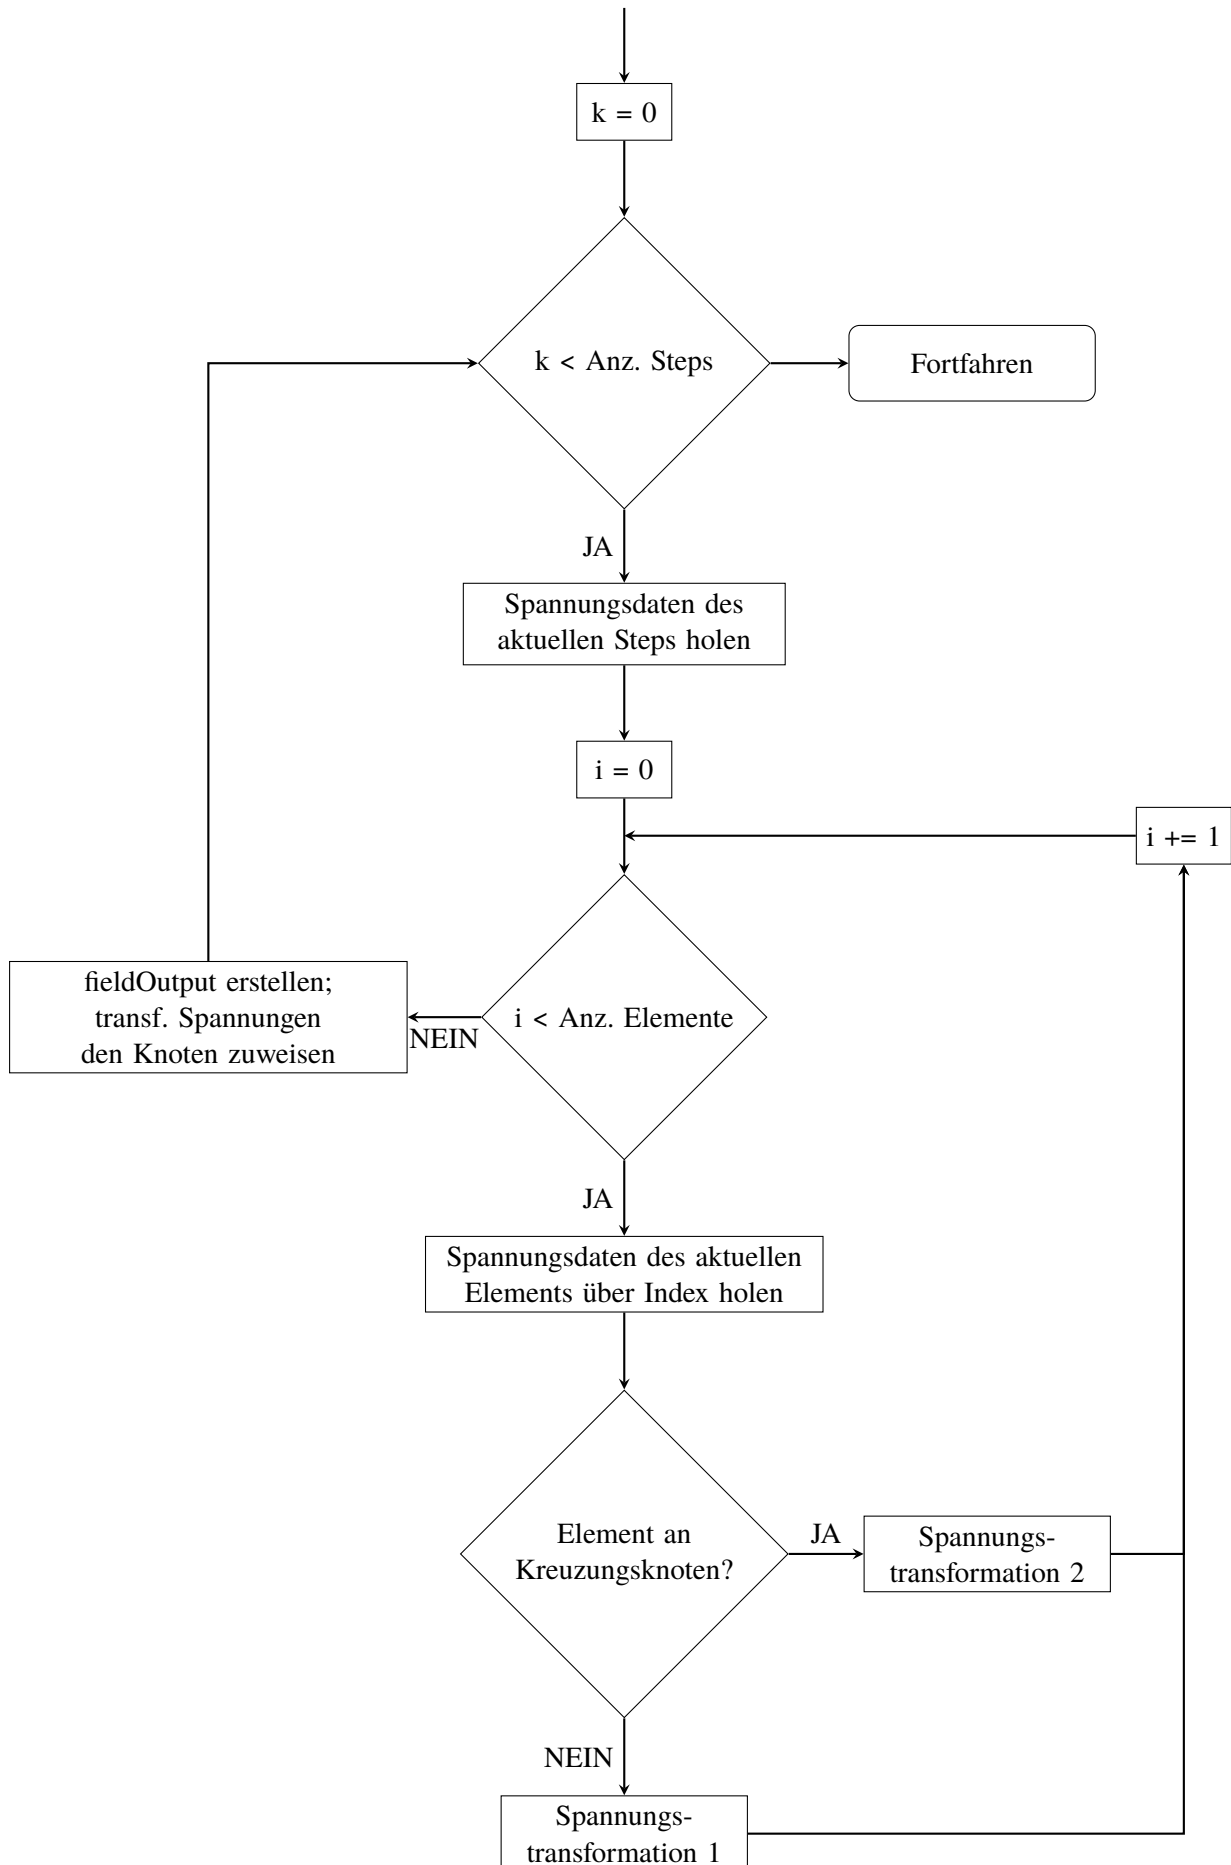 k = 0
k < Anz. Steps
Fortfahren
JA
Spannungsdaten des
aktuellen Steps holen
i = 0
i += 1
fieldOutput erstellen;
transf. Spannungen
den Knoten zuweisen
NEIN
i < Anz. Elemente
JA
Spannungsdaten des aktuellen
Elements über Index holen
Element an
Kreuzungsknoten?
JA
Spannungs-
transformation 2
NEIN
Spannungs-
transformation 1